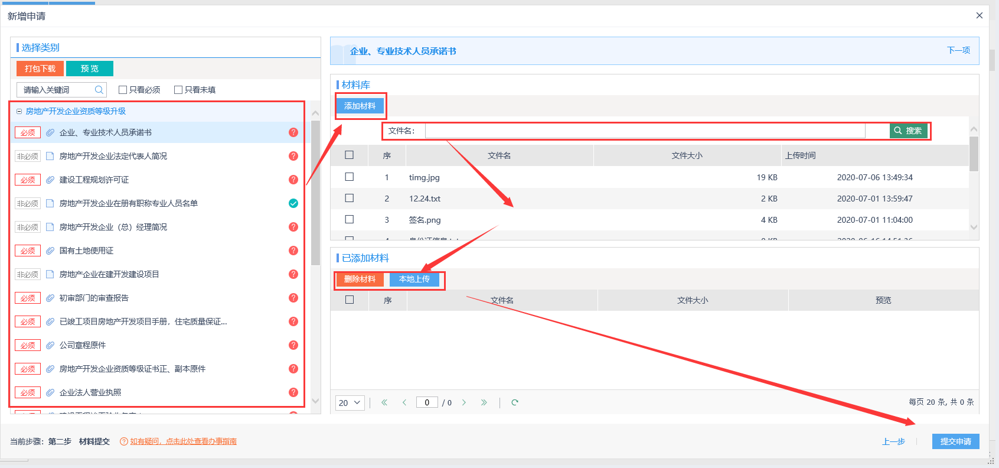 新增申请
选择类别
打包下载 预 览
请输入关键词 只看必须 只看未填
房地产开发企业资质等级升级
必须 企业、专业技术人员承诺书
非必须 房地产开发企业法定代表人简况
必须 建设工程规划许可证
非必须 房地产开发企业在册有职称专业人员名单
非必须 房地产开发企业（总）经理简况
必须 国有土地使用证
非必须 房地产企业在建开发建设项目
必须 初审部门的审查报告
必须 已竣工项目房地产开发项目手册，住宅质量保证...
必须 公司章程原件
必须 房地产开发企业资质等级证书正、副本原件
必须 企业法人营业执照
企业、专业技术人员承诺书 下一项
材料库
添加材料
文件名： 搜索
序 文件名 文件大小 上传时间
1 timg.jpg 19 KB 2020-07-06 13:49:34
2 12.24.txt 2 KB 2020-07-01 13:59:47
3 签名.png 4 KB 2020-07-01 11:04:00
已添加材料
删除材料 本地上传
序 文件名 文件大小 预览
20 0 / 0 每页 20 条, 共 0 条
当前步骤：第二步 材料提交 如有疑问，点击此处查看办事指南 上一步 提交申请